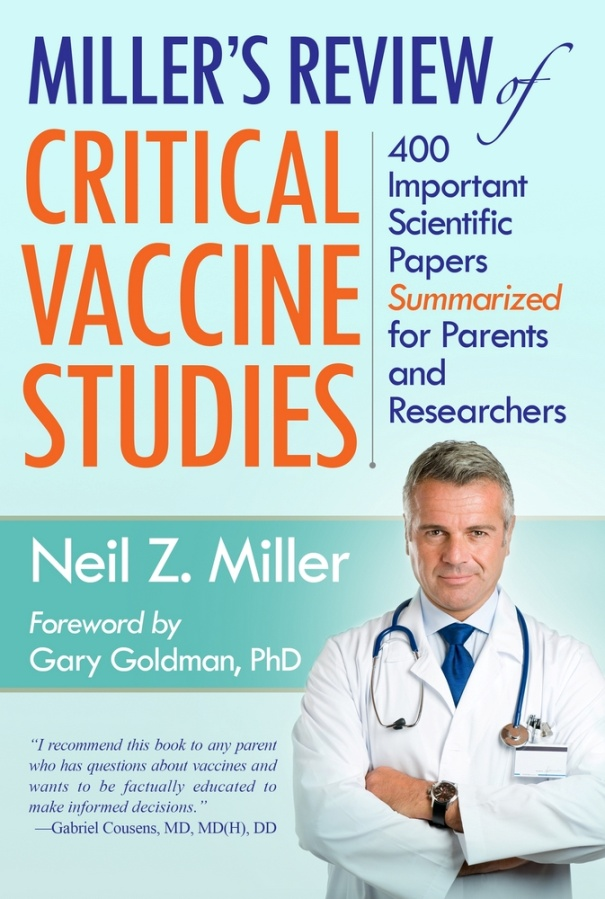 MILLER'S REVIEW of
CRITICAL
VACCINE
STUDIES
400
Important
Scientific
Papers
Summarized
for Parents
and
Researchers
Neil Z. Miller
Foreword by
Gary Goldman, PhD
“I recommend this book to any parent
who has questions about vaccines and
wants to be factually educated to
make informed decisions.”
—Gabriel Cousens, MD, MD(H), DD